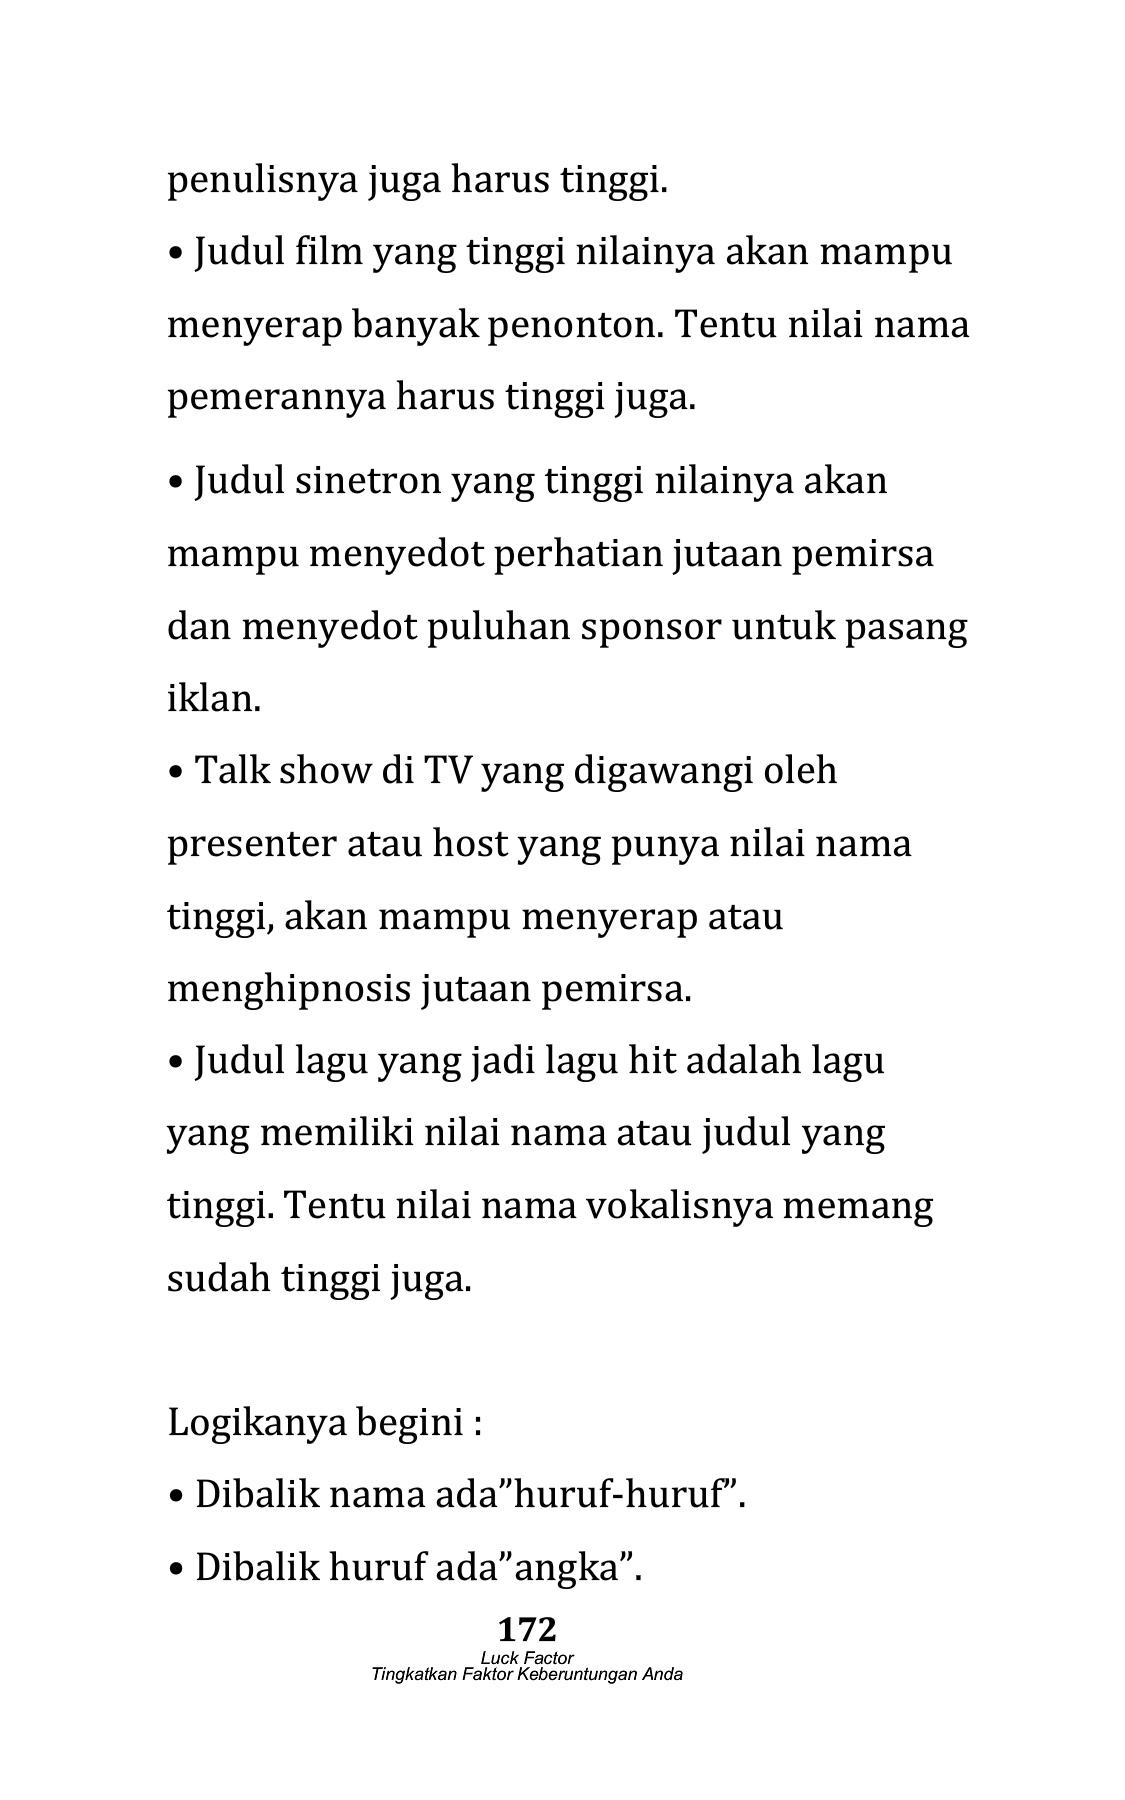 penulisnya juga harus tinggi.
• Judul film yang tinggi nilainya akan mampu
menyerap banyak penonton. Tentu nilai nama
pemerannya harus tinggi juga.
• Judul sinetron yang tinggi nilainya akan
mampu menyedot perhatian jutaan pemirsa
dan menyedot puluhan sponsor untuk pasang
iklan.
• Talk show di TV yang digawangi oleh
presenter atau host yang punya nilai nama
tinggi, akan mampu menyerap atau
menghipnosis jutaan pemirsa.
• Judul lagu yang jadi lagu hit adalah lagu
yang memiliki nilai nama atau judul yang
tinggi. Tentu nilai nama vokalisnya memang
sudah tinggi juga.
Logikanya begini :
• Dibalik nama ada”huruf-huruf”.
• Dibalik huruf ada”angka”.
172
Luck Factor
Tingkatkan Faktor Keberuntungan Anda